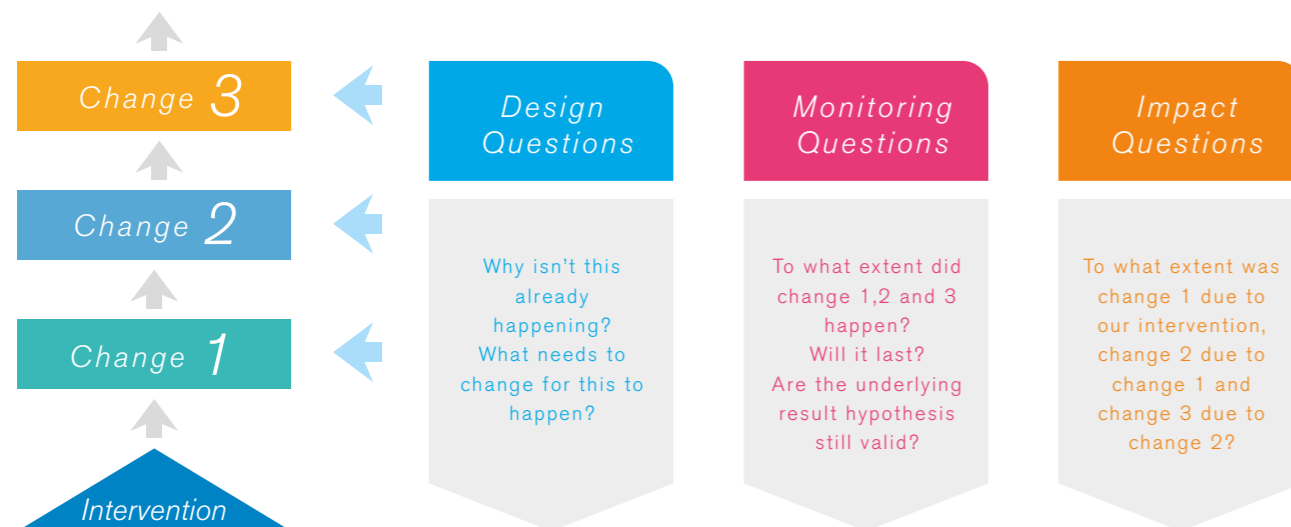 Change 3
Change 2
Change 1
Intervention
Design
Questions
Why isn't this
already
happening?
What needs to
change for this to
happen?
Monitoring
Questions
To what extent did
change 1,2 and 3
happen?
Will it last?
Are the underlying
result hypothesis
still valid?
Impact
Questions
To what extent was
change 1 due to
our intervention,
change 2 due to
change 1 and
change 3 due to
change 2?